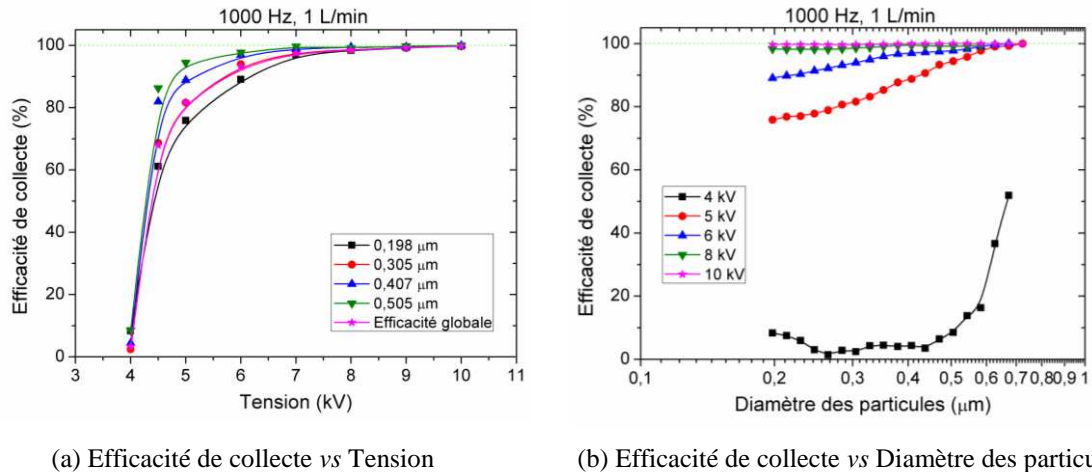 1000 Hz, 1 L/min
Efficacité de collecte (%)
100
80
60
40
20
0
3 4 5 6 7 8 9 10 11
Tension (kV)
0,198 µm
0,305 µm
0,407 µm
0,505 µm
Efficacité globale
1000 Hz, 1 L/min
Efficacité de collecte (%)
100
80
60
40
20
0
0,1 0,2 0,3 0,4 0,5 0,6 0,7 0,8 0,9 1
Diamètre des particules (µm)
4 kV
5 kV
6 kV
8 kV
10 kV
(a) Efficacité de collecte vs Tension
(b) Efficacité de collecte vs Diamètre des particu